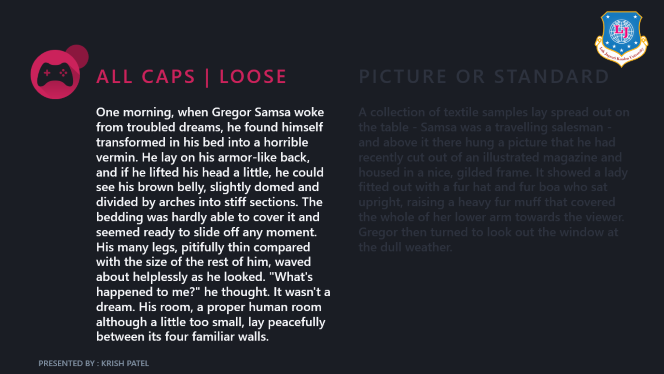 ALL CAPS | LOOSE
One morning, when Gregor Samsa woke
from troubled dreams, he found himself
transformed in his bed into a horrible
vermin. He lay on his armor-like back,
and if he lifted his head a little, he could
see his brown belly, slightly domed and
divided by arches into stiff sections. The
bedding was hardly able to cover it and
seemed ready to slide off any moment.
His many legs, pitifully thin compared
with the size of the rest of him, waved
about helplessly as he looked. "What's
happened to me?" he thought. It wasn't a
dream. His room, a proper human room
although a little too small, lay peacefully
between its four familiar walls.
PICTURE OR STANDARD
A collection of textile samples lay spread out on
the table - Samsa was a travelling salesman -
and above it there hung a picture that he had
recently cut out of an illustrated magazine and
housed in a nice, gilded frame. It showed a lady
fitted out with a fur hat and fur boa who sat
upright, raising a heavy fur muff that covered
the whole of her lower arm towards the viewer.
Gregor then turned to look out the window at
the dull weather.
LJ
PRESENTED BY : KRISH PATEL